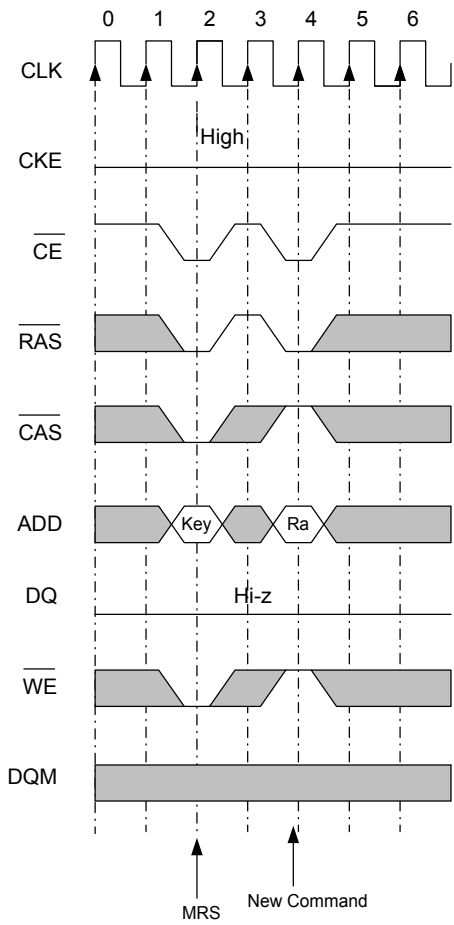 0 1 2 3 4 5 6
CLK
High
CKE
CE
RAS
CAS
ADD Key Ra
DQ Hi-z
WE
DQM
MRS New Command